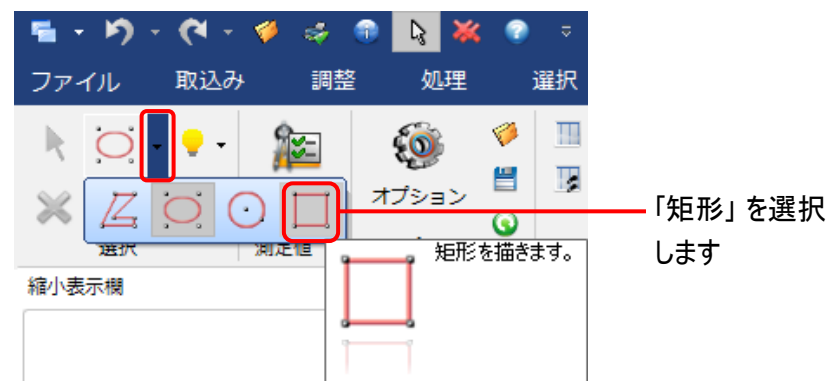 ファイル 取込み 調整 処理 選択
オプション
選択 測定値
「矩形」を選択
します
矩形を描きます。
縮小表示欄